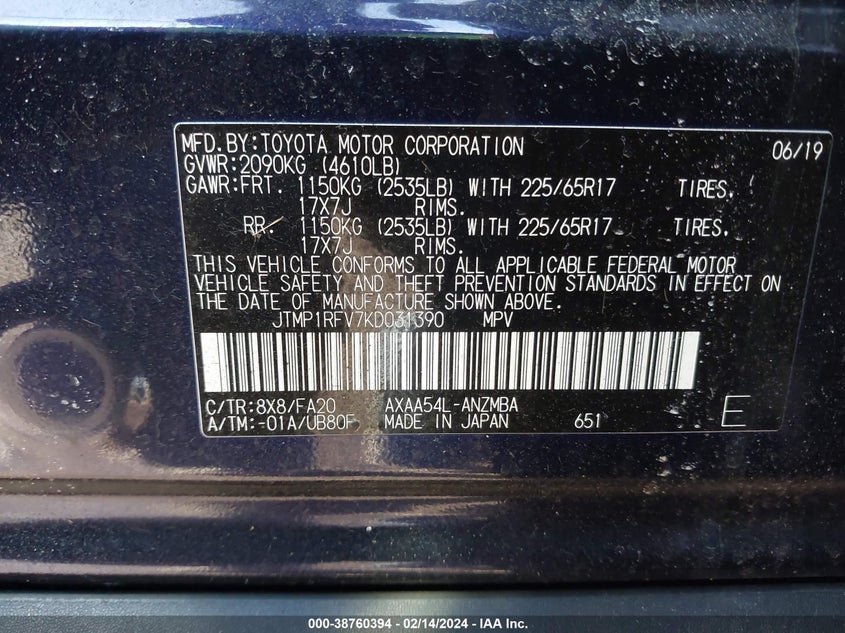 MFD.BY:TOYOTA MOTOR CORPORATION 06/19
GVWR:2090KG (4610LB)
GAWR:FRT. 1150KG (2535LB) WITH 225/65R17 TIRES,
17X7J RIMS.
RR. 1150KG (2535LB) WITH 225/65R17 TIRES,
17X7J RIMS.
THIS VEHICLE CONFORMS TO ALL APPLICABLE FEDERAL MOTOR
VEHICLE SAFETY AND THEFT PREVENTION STANDARDS IN EFFECT ON
THE DATE OF MANUFACTURE SHOWN ABOVE.
JTMP1RFV7KD031390 MPV
C/TR:8X8/FA20 AXAA54L-ANZMBA
A/TM:-01A/UB80F MADE IN JAPAN 651 E
000-38760394 - 02/14/2024 - IAA Inc.